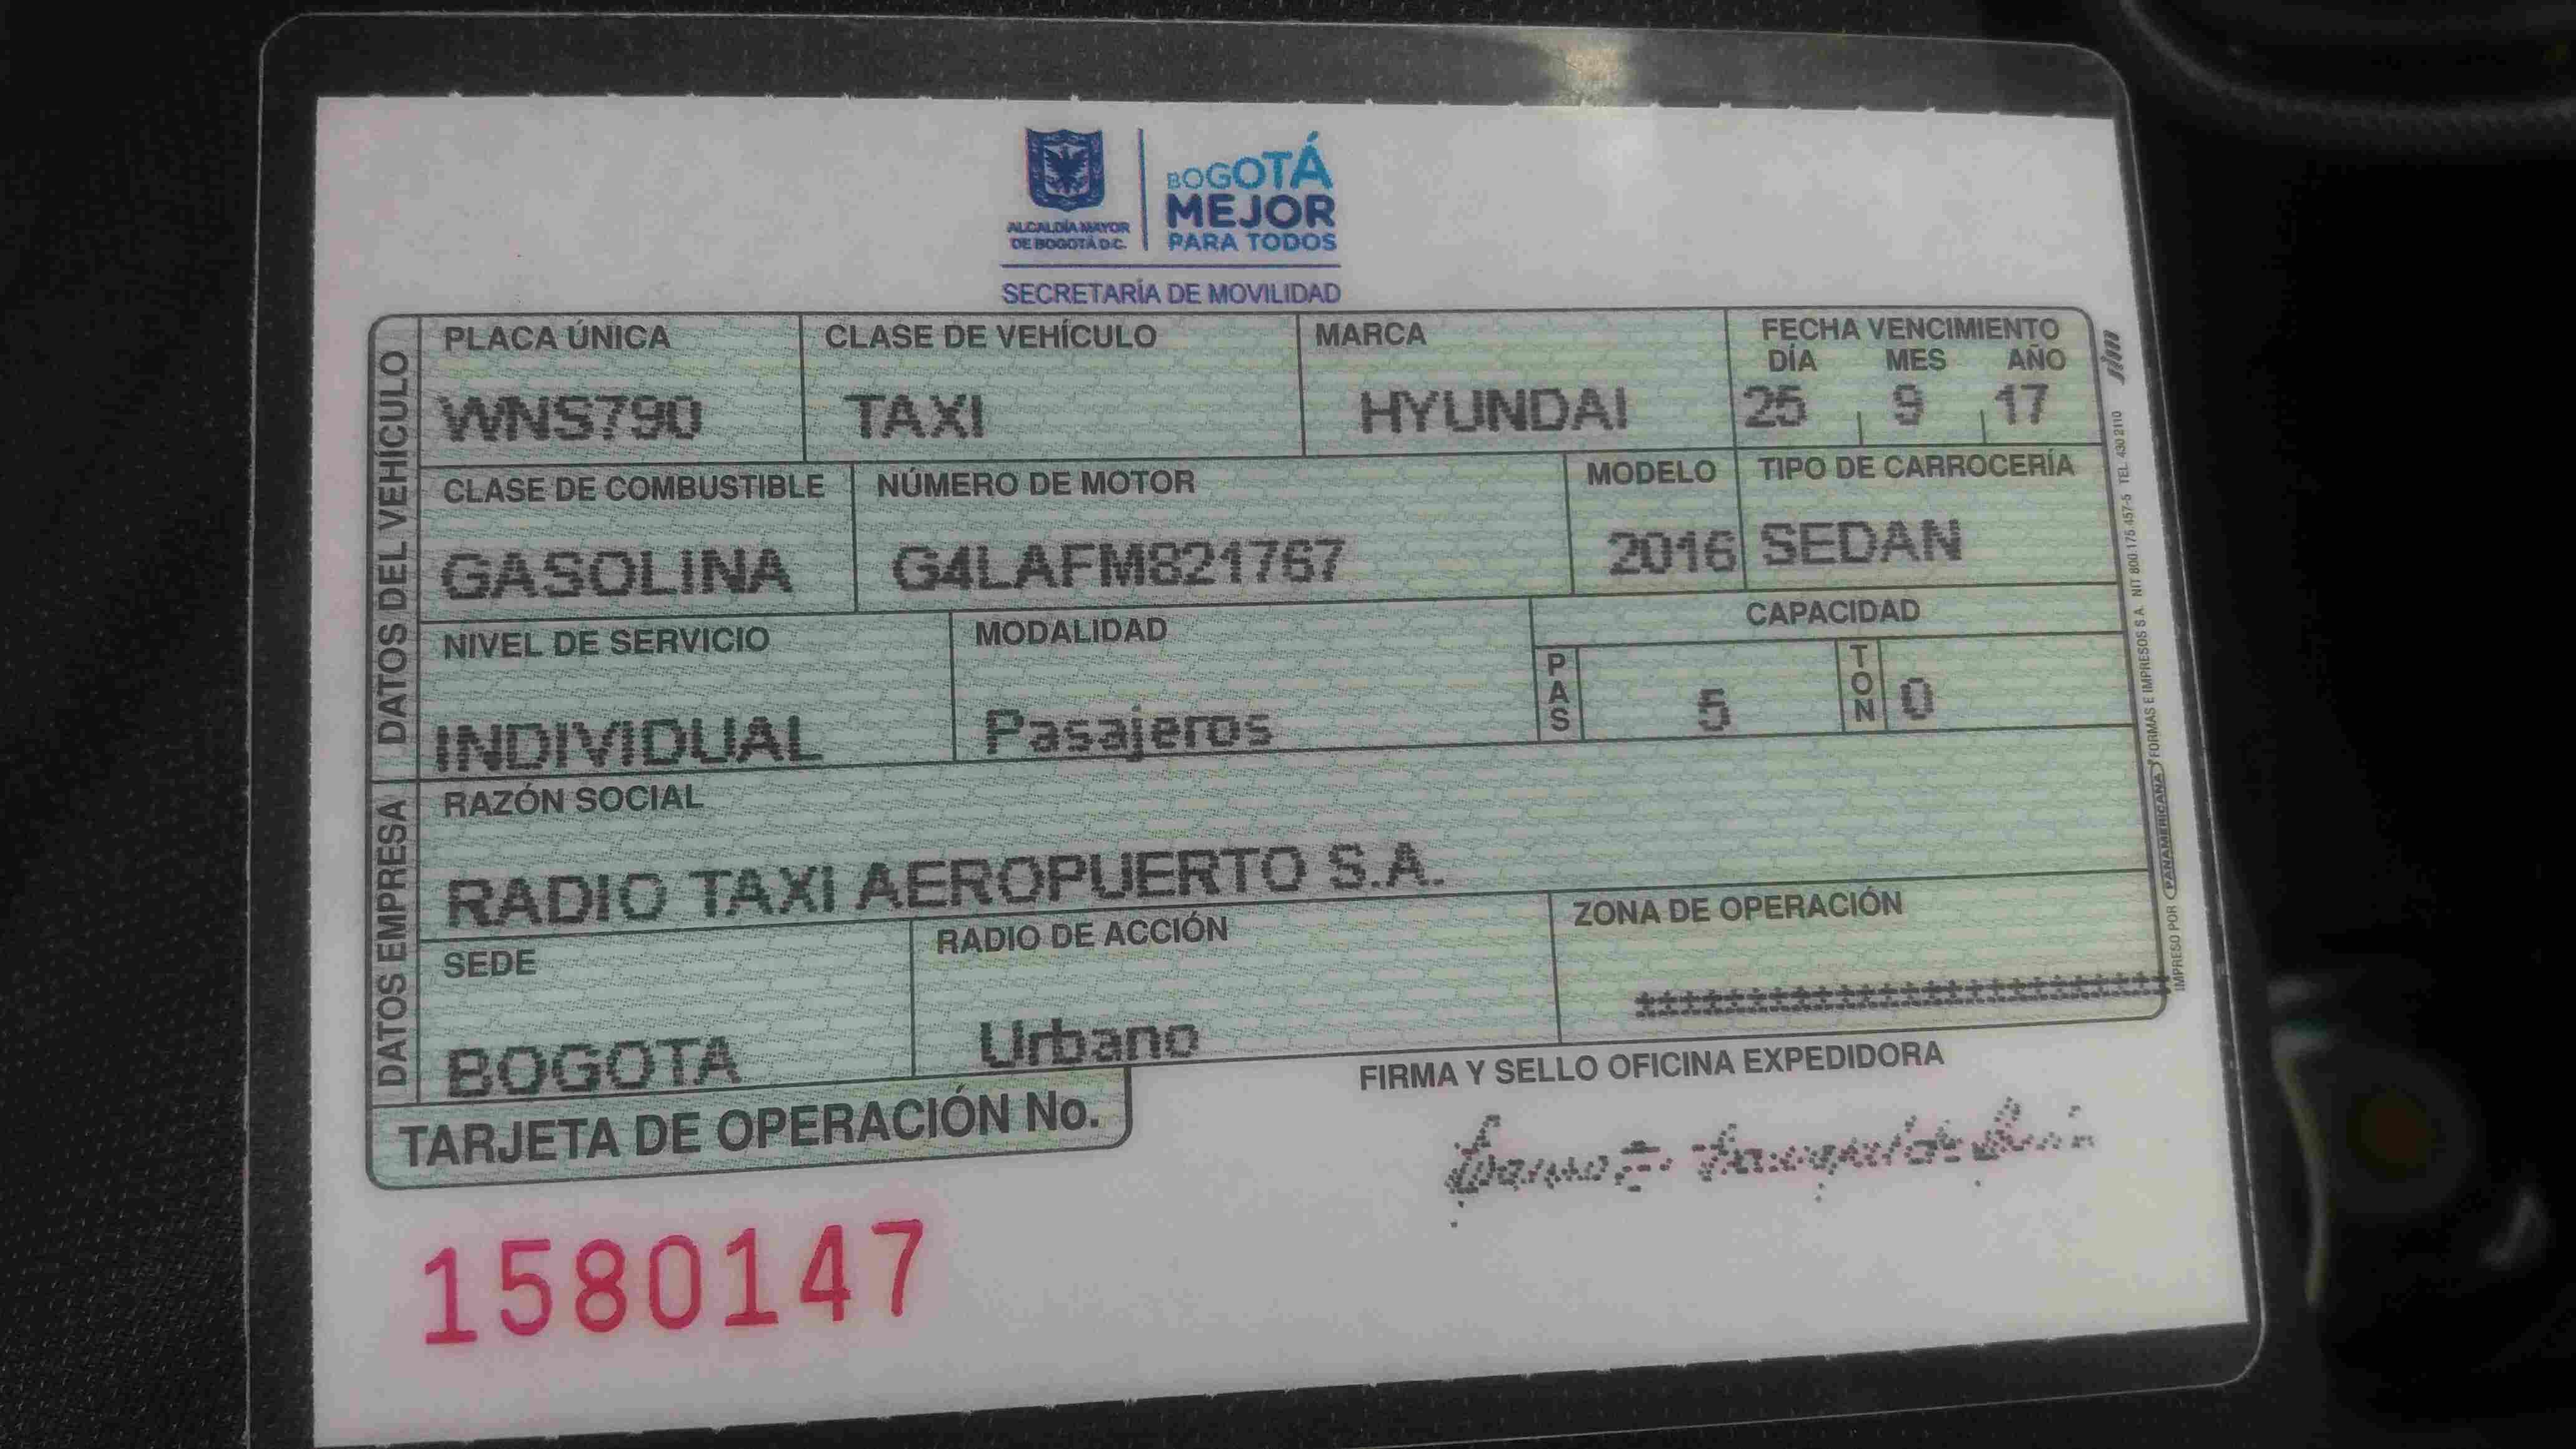 ALCALDÍA MAYOR
DE BOGOTÁ D.C.
BOGOTÁ
MEJOR
PARA TODOS
SECRETARÍA DE MOVILIDAD
DATOS DEL VEHÍCULO
PLACA ÚNICA CLASE DE VEHÍCULO MARCA FECHA VENCIMIENTO
DÍA MES AÑO
WNS790 TAXI HYUNDAI 25 9 17
CLASE DE COMBUSTIBLE NÚMERO DE MOTOR MODELO TIPO DE CARROCERÍA
GASOLINA G4LAFM821767 2016 SEDAN
NIVEL DE SERVICIO MODALIDAD CAPACIDAD
INDIVIDUAL Pasajeros PAS 5 TON 0
DATOS EMPRESA
RAZÓN SOCIAL
RADIO TAXI AEROPUERTO S.A.
SEDE RADIO DE ACCIÓN ZONA DE OPERACIÓN
BOGOTA Urbano ***********************
TARJETA DE OPERACIÓN No.
FIRMA Y SELLO OFICINA EXPEDIDORA
1580147
IMPRESO POR PANAMERICANA FORMAS E IMPRESOS S.A. NIT 800.175.457-5 TEL. 430 2110